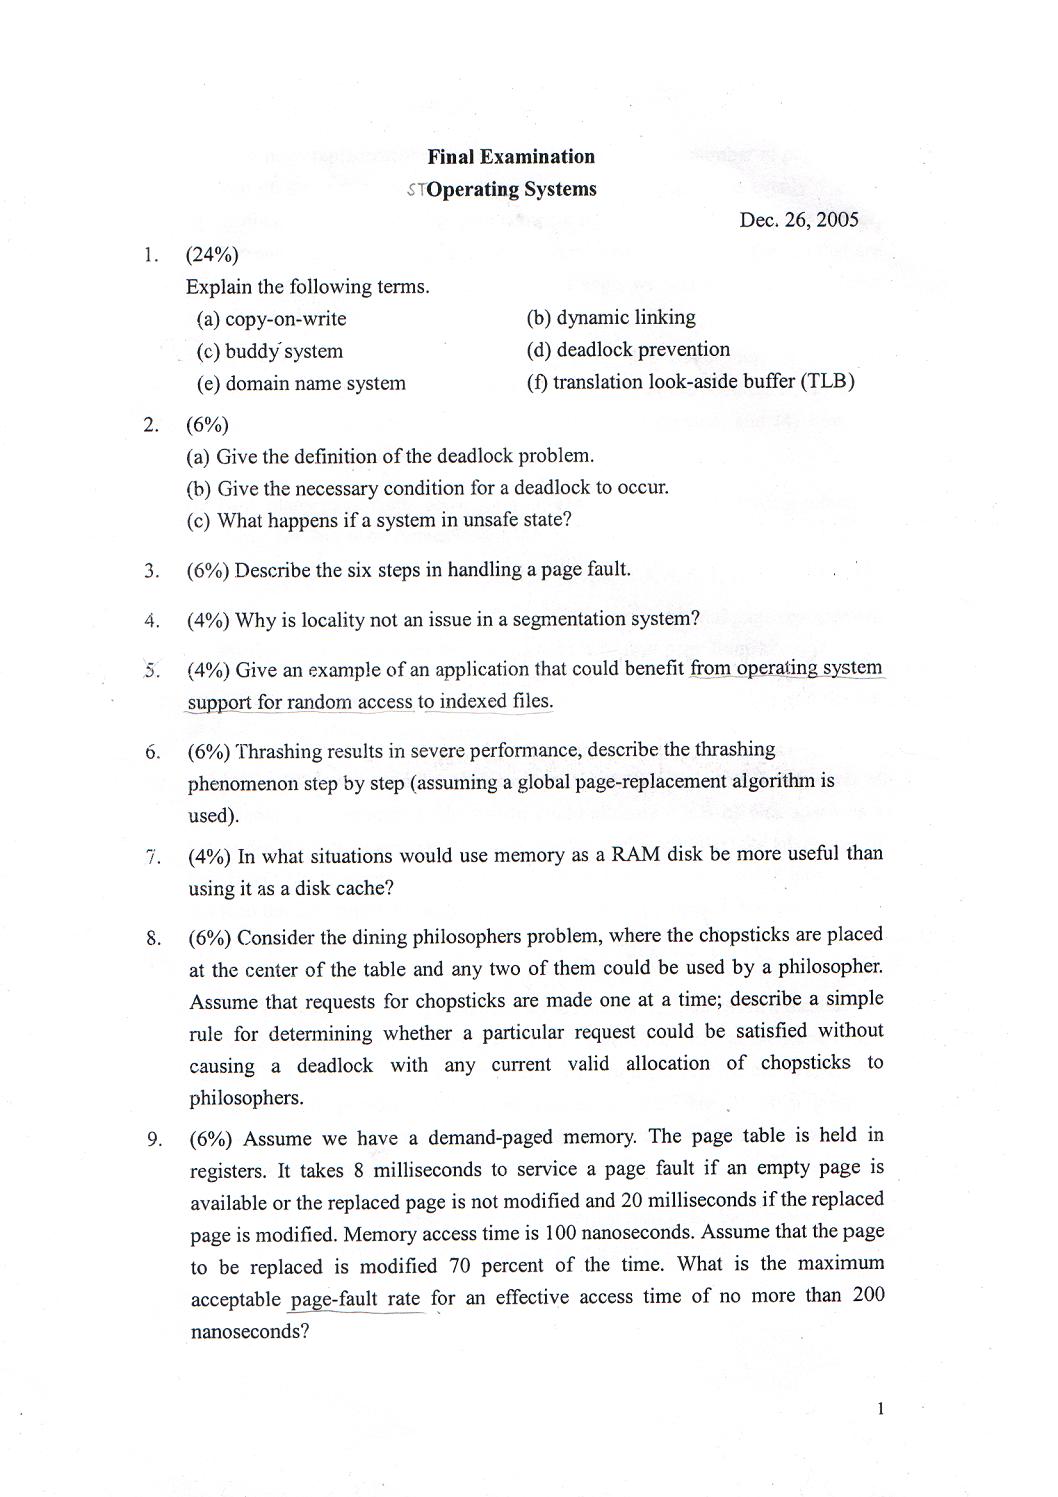 Final Examination
STOperating Systems
Dec. 26, 2005
1. (24%)
Explain the following terms.
(a) copy-on-write (b) dynamic linking
(c) buddy system (d) deadlock prevention
(e) domain name system (f) translation look-aside buffer (TLB)
2. (6%)
(a) Give the definition of the deadlock problem.
(b) Give the necessary condition for a deadlock to occur.
(c) What happens if a system in unsafe state?
3. (6%) Describe the six steps in handling a page fault.
4. (4%) Why is locality not an issue in a segmentation system?
5. (4%) Give an example of an application that could benefit from operating system
support for random access to indexed files.
6. (6%) Thrashing results in severe performance, describe the thrashing
phenomenon step by step (assuming a global page-replacement algorithm is
used).
7. (4%) In what situations would use memory as a RAM disk be more useful than
using it as a disk cache?
8. (6%) Consider the dining philosophers problem, where the chopsticks are placed
at the center of the table and any two of them could be used by a philosopher.
Assume that requests for chopsticks are made one at a time; describe a simple
rule for determining whether a particular request could be satisfied without
causing a deadlock with any current valid allocation of chopsticks to
philosophers.
9. (6%) Assume we have a demand-paged memory. The page table is held in
registers. It takes 8 milliseconds to service a page fault if an empty page is
available or the replaced page is not modified and 20 milliseconds if the replaced
page is modified. Memory access time is 100 nanoseconds. Assume that the page
to be replaced is modified 70 percent of the time. What is the maximum
acceptable page-fault rate for an effective access time of no more than 200
nanoseconds?
1